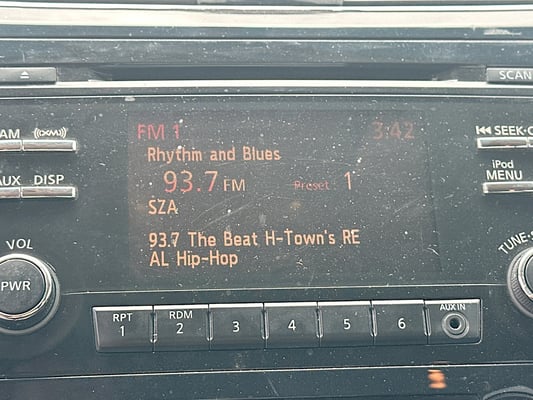 SCAN
FM 1 3:42
AM
SEEK·
Rhythm and Blues
iPod
MENU
93.7 FM Preset 1
AUX DISP
SZA
VOL
93.7 The Beat H-Town's RE
AL Hip-Hop
TUNE·
PWR
RPT
1
RDM
2
3
4
5
6
AUX IN